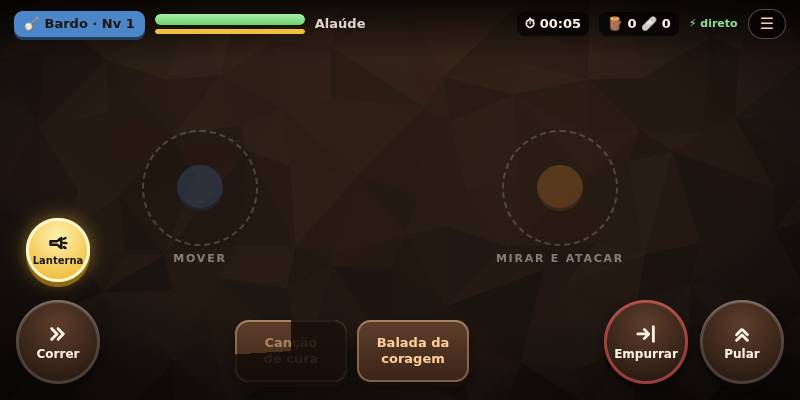 Bardo · Nv 1
Alaúde
00:05
0 0
direto
MOVER
MIRAR E ATACAR
Lanterna
Correr
Canção
de cura
Balada da
coragem
Empurrar
Pular